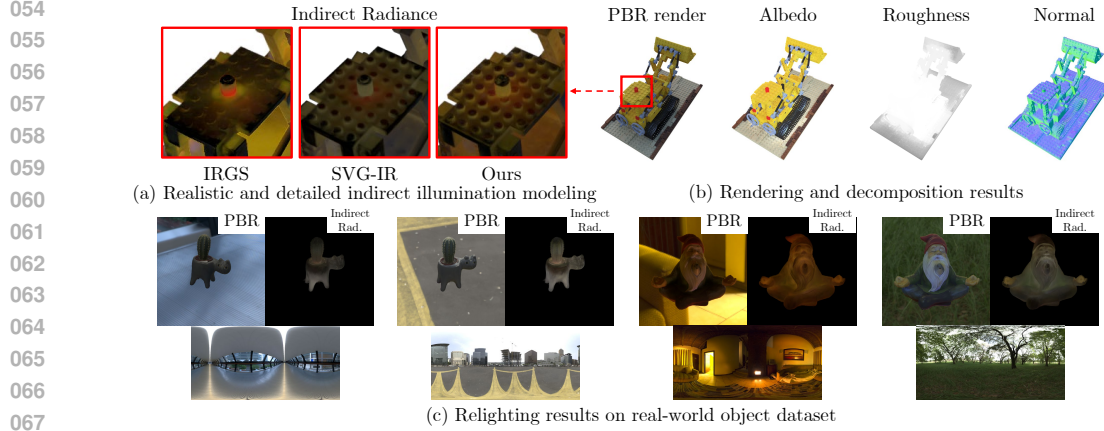 054
055
056
057
058
059
060
061
062
063
064
065
066
067
Indirect Radiance
IRGS
SVG-IR
Ours
(a) Realistic and detailed indirect illumination modeling
PBR render
Albedo
Roughness
Normal
(b) Rendering and decomposition results
PBR
Indirect
Rad.
PBR
Indirect
Rad.
PBR
Indirect
Rad.
PBR
Indirect
Rad.
(c) Relighting results on real-world object dataset